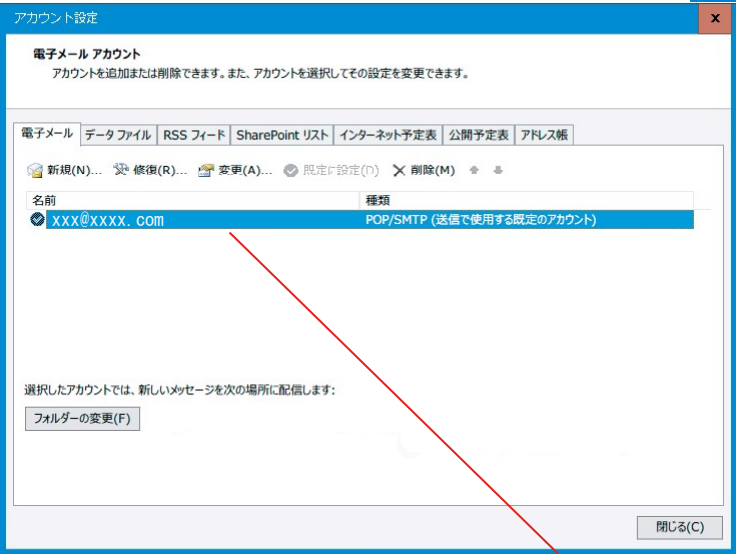 アカウント設定
x
電子メール アカウント
アカウントを追加または削除できます。また、アカウントを選択してその設定を変更できます。
電子メール データ ファイル RSS フィード SharePoint リスト インターネット予定表 公開予定表 アドレス帳
新規(N)... 修復(R)... 変更(A)... 既定に設定(D) 削除(M)
名前 種類
xxx@xxxx.com POP/SMTP (送信で使用する既定のアカウント)
選択したアカウントでは、新しいメッセージを次の場所に配信します:
フォルダーの変更(F)
閉じる(C)